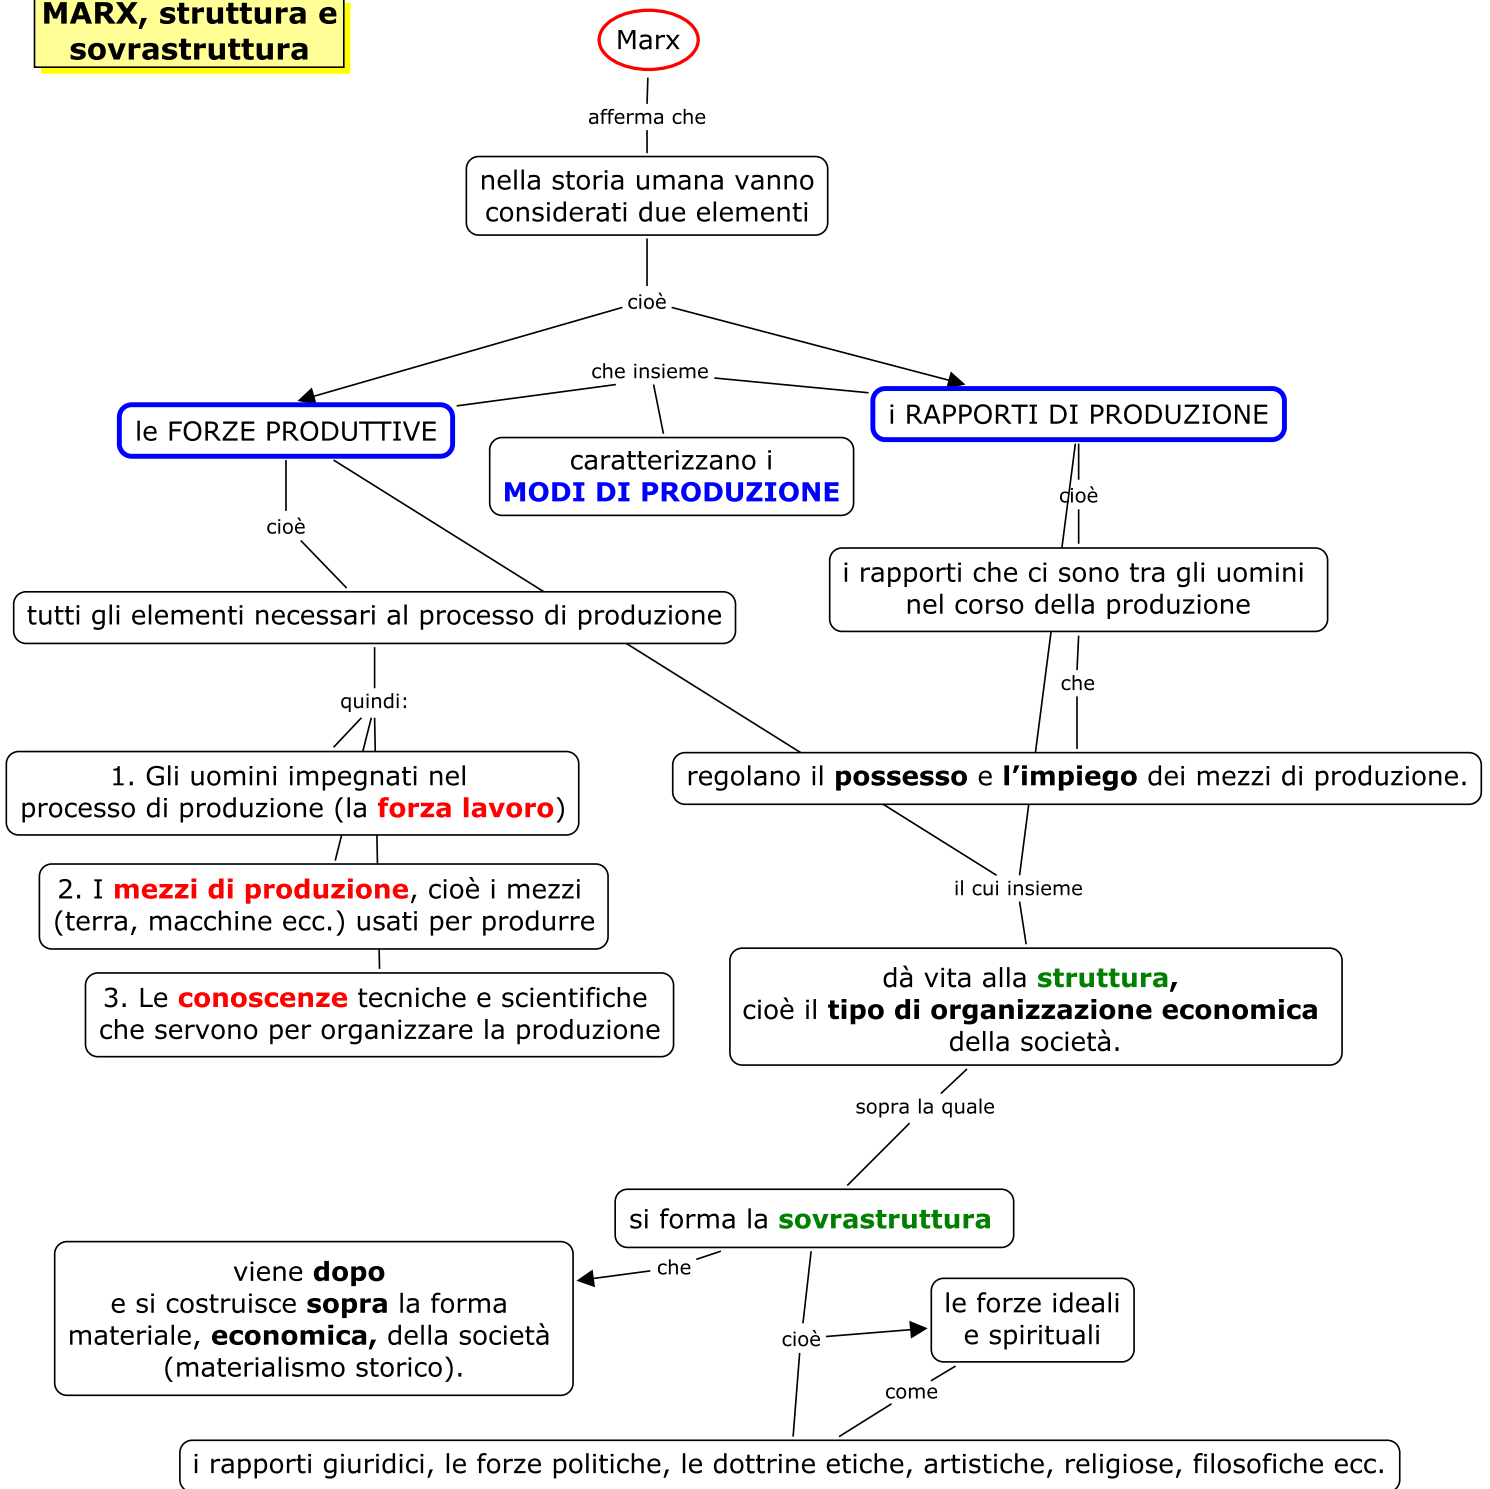 MARX, struttura e
sovrastruttura
Marx
afferma che
nella storia umana vanno
considerati due elementi
cioè
che insieme
le FORZE PRODUTTIVE
i RAPPORTI DI PRODUZIONE
caratterizzano i
MODI DI PRODUZIONE
cioè
cioè
i rapporti che ci sono tra gli uomini
nel corso della produzione
tutti gli elementi necessari al processo di produzione
che
quindi:
1. Gli uomini impegnati nel
processo di produzione (la forza lavoro)
regolano il possesso e l’impiego dei mezzi di produzione.
2. I mezzi di produzione, cioè i mezzi
(terra, macchine ecc.) usati per produrre
il cui insieme
3. Le conoscenze tecniche e scientifiche
che servono per organizzare la produzione
dà vita alla struttura,
cioè il tipo di organizzazione economica
della società.
sopra la quale
si forma la sovrastruttura
che
viene dopo
e si costruisce sopra la forma
materiale, economica, della società
(materialismo storico).
cioè
le forze ideali
e spirituali
come
i rapporti giuridici, le forze politiche, le dottrine etiche, artistiche, religiose, filosofiche ecc.